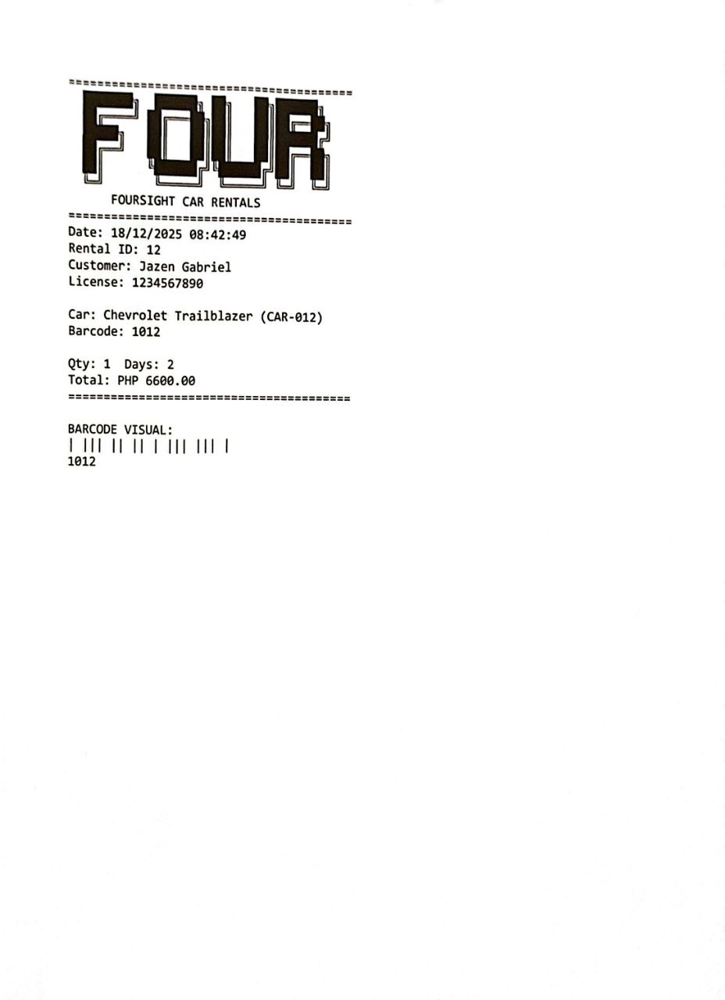 ========================================
FOUR
FOURSIGHT CAR RENTALS
========================================
Date: 18/12/2025 08:42:49
Rental ID: 12
Customer: Jazen Gabriel
License: 1234567890

Car: Chevrolet Trailblazer (CAR-012)
Barcode: 1012

Qty: 1  Days: 2
Total: PHP 6600.00
========================================

BARCODE VISUAL:
| ||| || || | ||| ||| |
1012